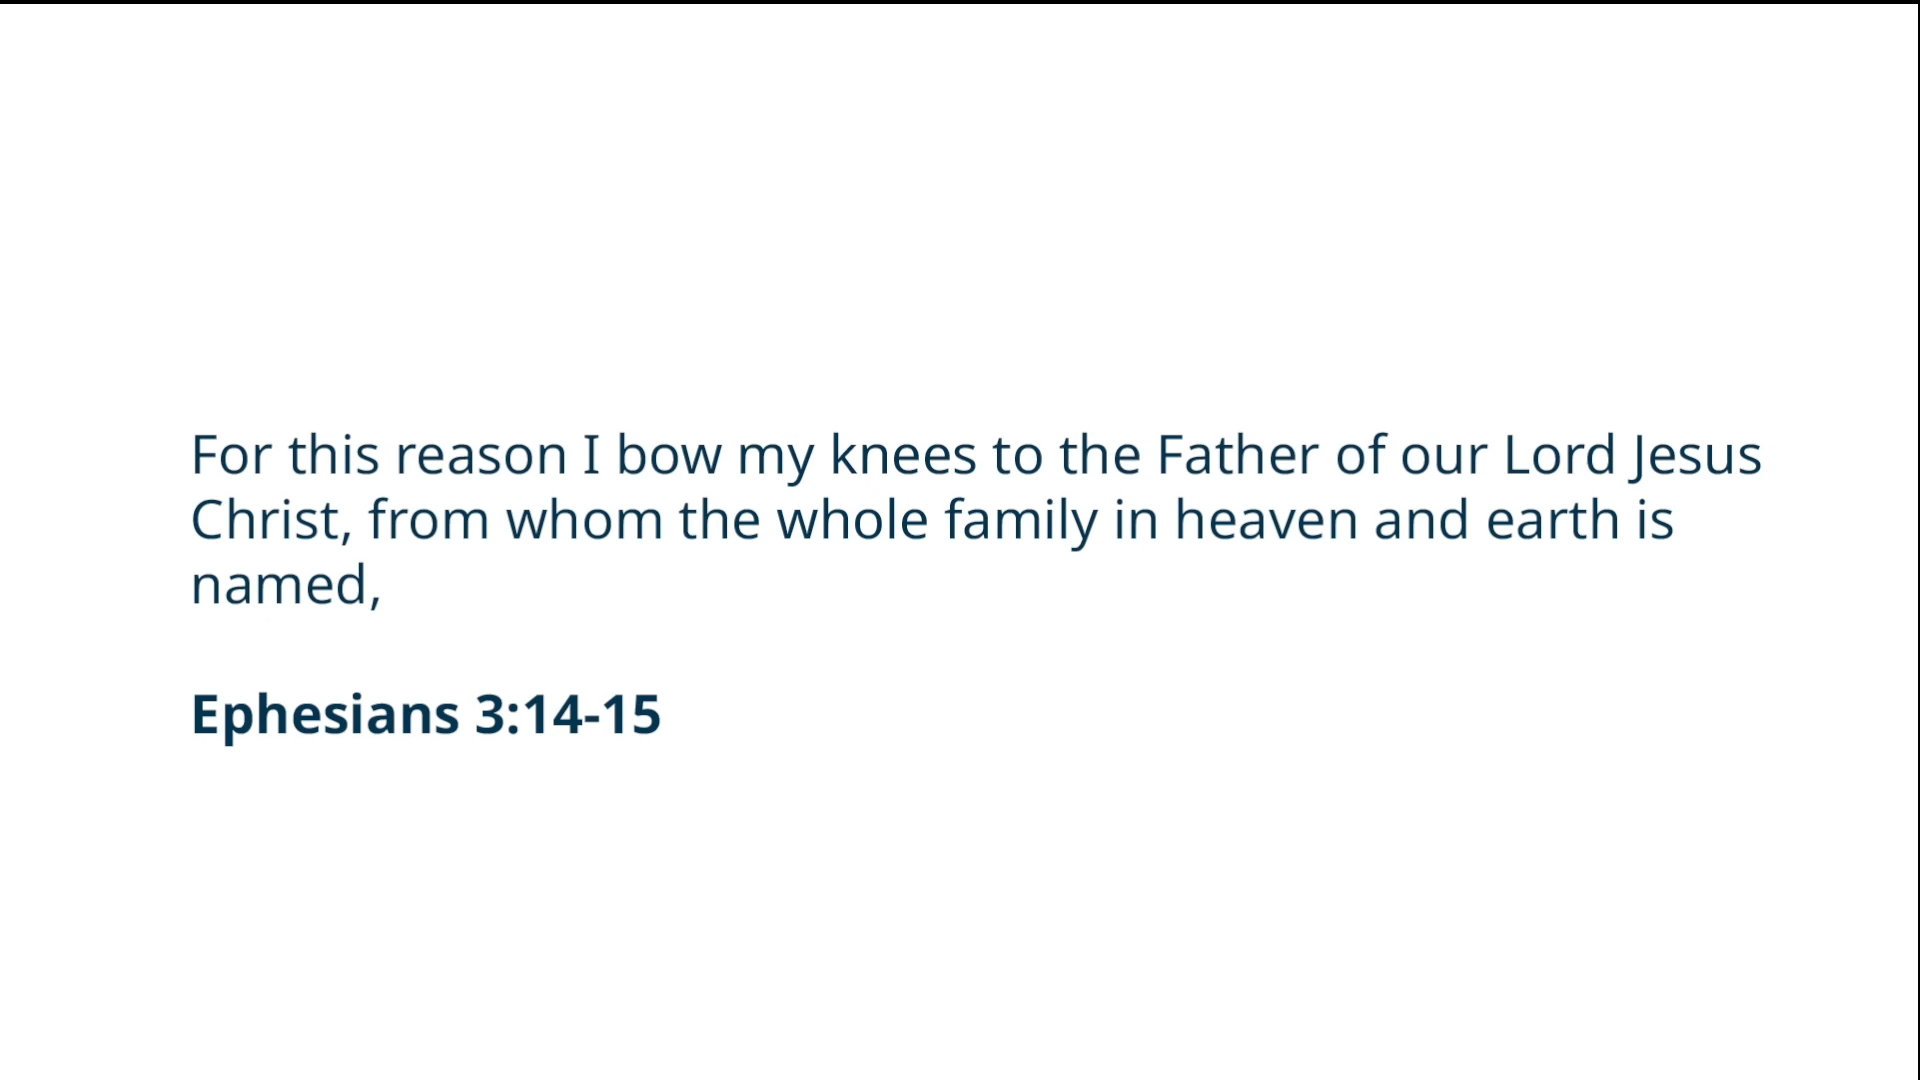 For this reason I bow my knees to the Father of our Lord Jesus
Christ, from whom the whole family in heaven and earth is
named,
Ephesians 3:14-15